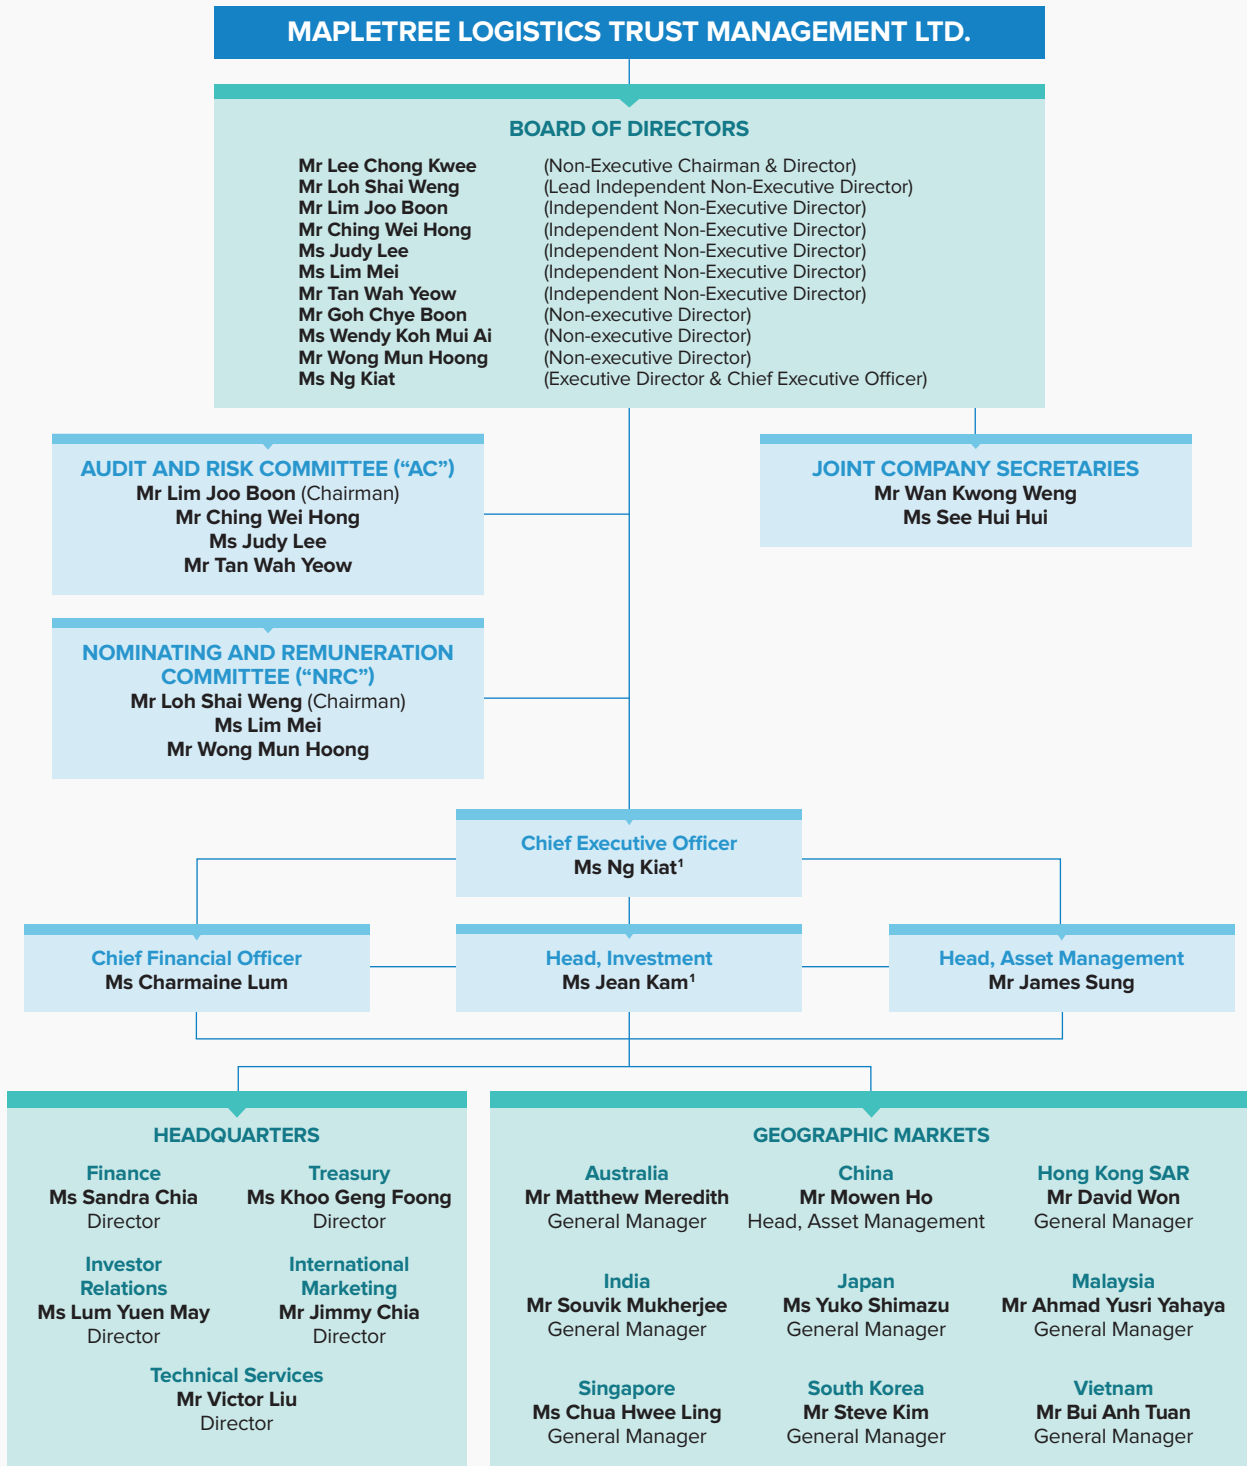 MAPLETREE LOGISTICS TRUST MANAGEMENT LTD.
BOARD OF DIRECTORS
Mr Lee Chong Kwee (Non-Executive Chairman & Director)
Mr Loh Shai Weng (Lead Independent Non-Executive Director)
Mr Lim Joo Boon (Independent Non-Executive Director)
Mr Ching Wei Hong (Independent Non-Executive Director)
Ms Judy Lee (Independent Non-Executive Director)
Ms Lim Mei (Independent Non-Executive Director)
Mr Tan Wah Yeow (Independent Non-Executive Director)
Mr Goh Chye Boon (Non-executive Director)
Ms Wendy Koh Mui Ai (Non-executive Director)
Mr Wong Mun Hoong (Non-executive Director)
Ms Ng Kiat (Executive Director & Chief Executive Officer)
AUDIT AND RISK COMMITTEE (“AC”)
Mr Lim Joo Boon (Chairman)
Mr Ching Wei Hong
Ms Judy Lee
Mr Tan Wah Yeow
JOINT COMPANY SECRETARIES
Mr Wan Kwong Weng
Ms See Hui Hui
NOMINATING AND REMUNERATION
COMMITTEE (“NRC”)
Mr Loh Shai Weng (Chairman)
Ms Lim Mei
Mr Wong Mun Hoong
Chief Executive Officer
Ms Ng Kiat¹
Chief Financial Officer
Ms Charmaine Lum
Head, Investment
Ms Jean Kam¹
Head, Asset Management
Mr James Sung
HEADQUARTERS
Finance
Ms Sandra Chia
Director
Treasury
Ms Khoo Geng Foong
Director
Investor
Relations
Ms Lum Yuen May
Director
International
Marketing
Mr Jimmy Chia
Director
Technical Services
Mr Victor Liu
Director
GEOGRAPHIC MARKETS
Australia
Mr Matthew Meredith
General Manager
China
Mr Mowen Ho
Head, Asset Management
Hong Kong SAR
Mr David Won
General Manager
India
Mr Souvik Mukherjee
General Manager
Japan
Ms Yuko Shimazu
General Manager
Malaysia
Mr Ahmad Yusri Yahaya
General Manager
Singapore
Ms Chua Hwee Ling
General Manager
South Korea
Mr Steve Kim
General Manager
Vietnam
Mr Bui Anh Tuan
General Manager